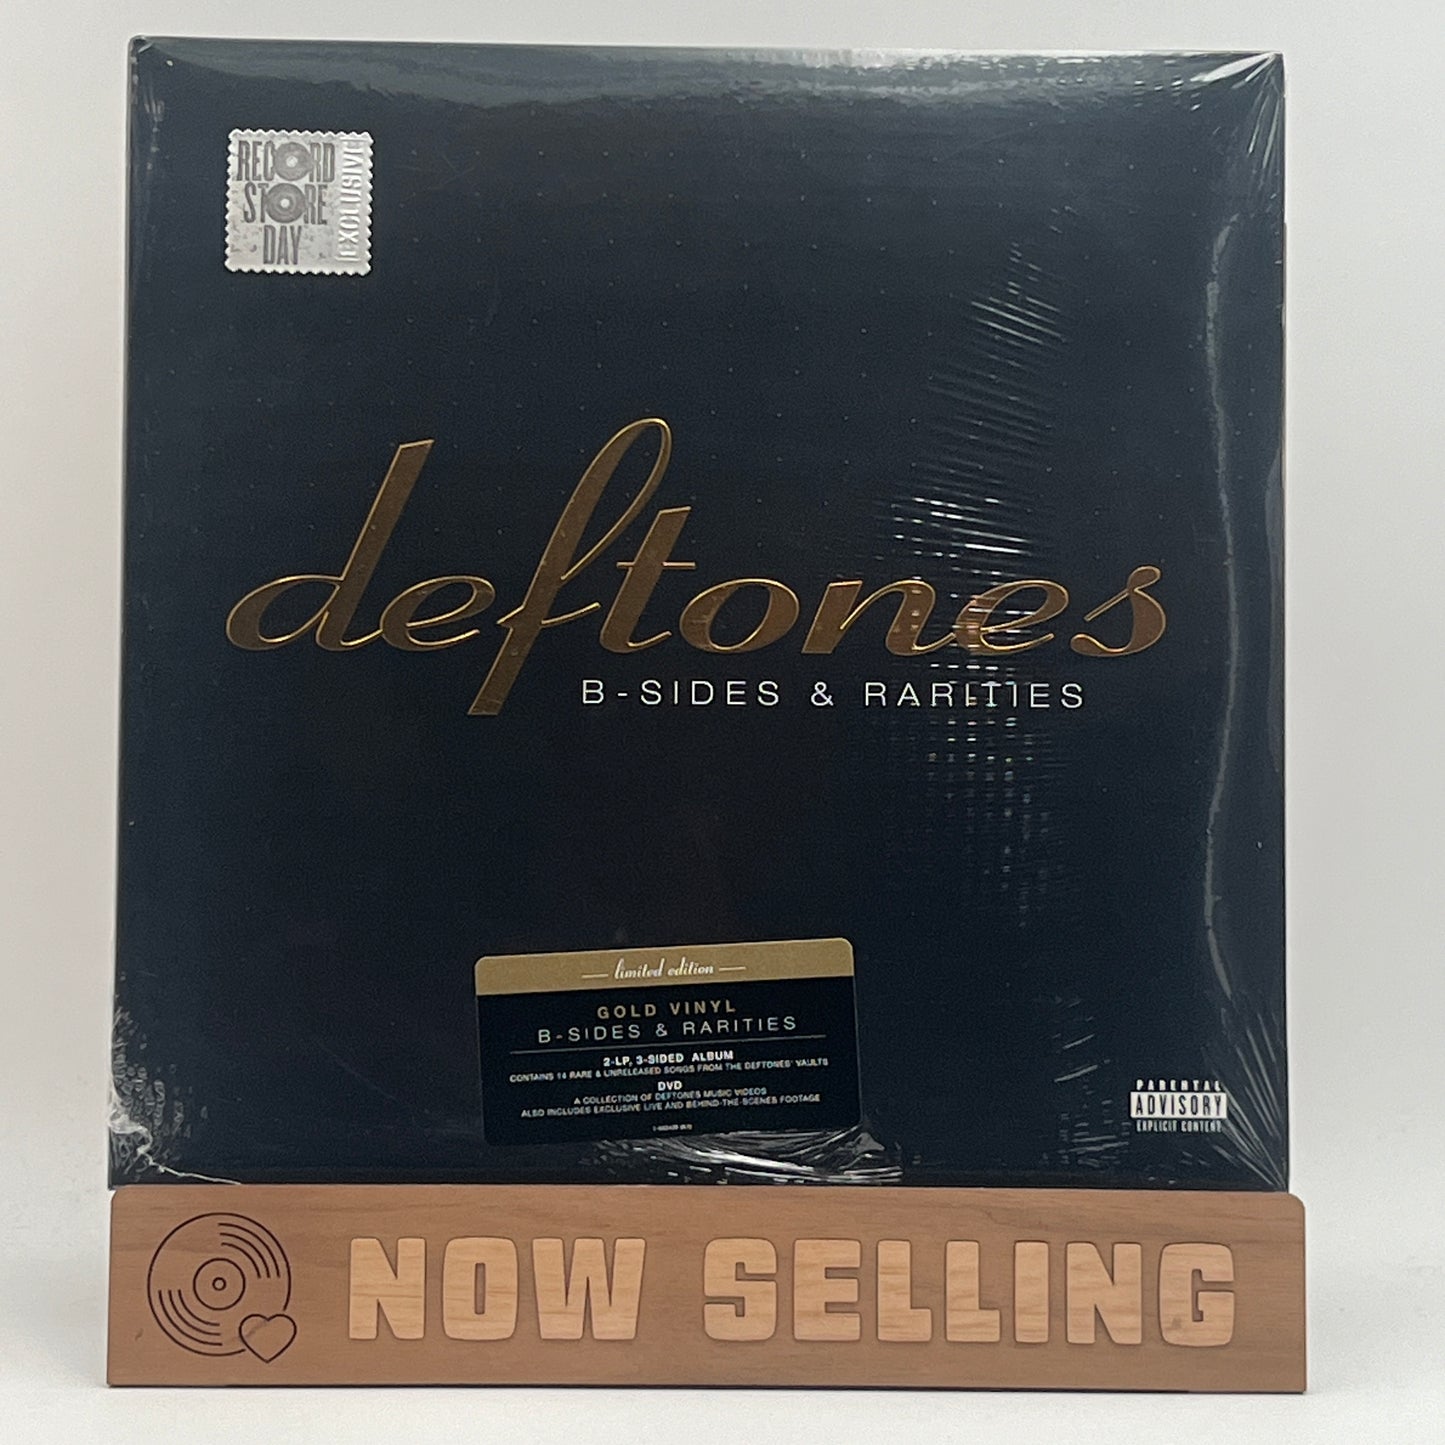 RECORD
STORE
DAY
EXCLUSIVE
deftones
B-SIDES & RARITIES
limited edition
GOLD VINYL
B-SIDES & RARITIES
2-LP, 3-SIDED ALBUM
CONTAINS 14 RARE & UNRELEASED SONGS FROM THE DEFTONES' VAULTS
DVD
A COLLECTION OF DEFTONES MUSIC VIDEOS
ALSO INCLUDES EXCLUSIVE LIVE AND BEHIND-THE-SCENES FOOTAGE
PARENTAL
ADVISORY
EXPLICIT CONTENT
NOW SELLING